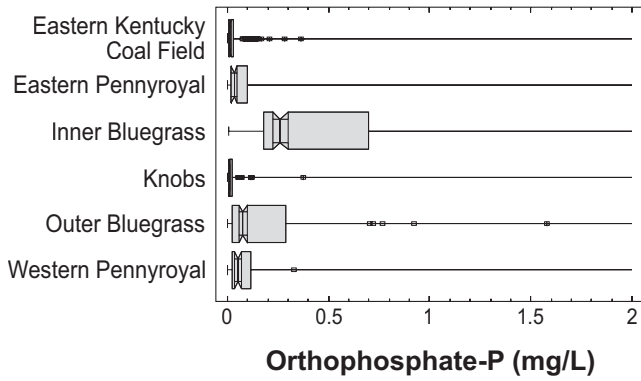 Eastern Kentucky
Coal Field
Eastern Pennyroyal
Inner Bluegrass
Knobs
Outer Bluegrass
Western Pennyroyal
0 0.5 1 1.5 2
Orthophosphate-P (mg/L)